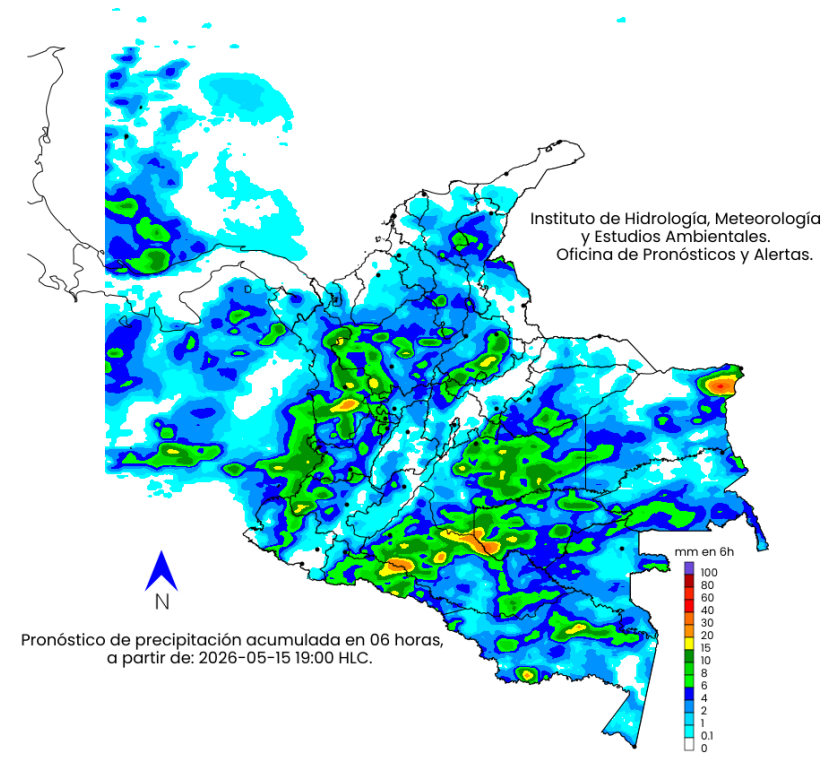 Instituto de Hidrología, Meteorología
y Estudios Ambientales.
Oficina de Pronósticos y Alertas.
mm en 6h
100
80
60
40
30
20
15
10
8
6
4
2
1
0.1
0
N
Pronóstico de precipitación acumulada en 06 horas,
a partir de: 2026-05-15 19:00 HLC.